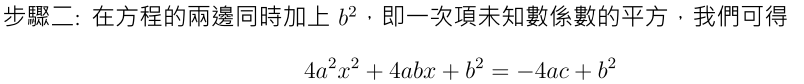 步驟二: 在方程的兩邊同時加上 b²，即一次項未知數係數的平方，我們可得
4a²x² + 4abx + b² = −4ac + b²